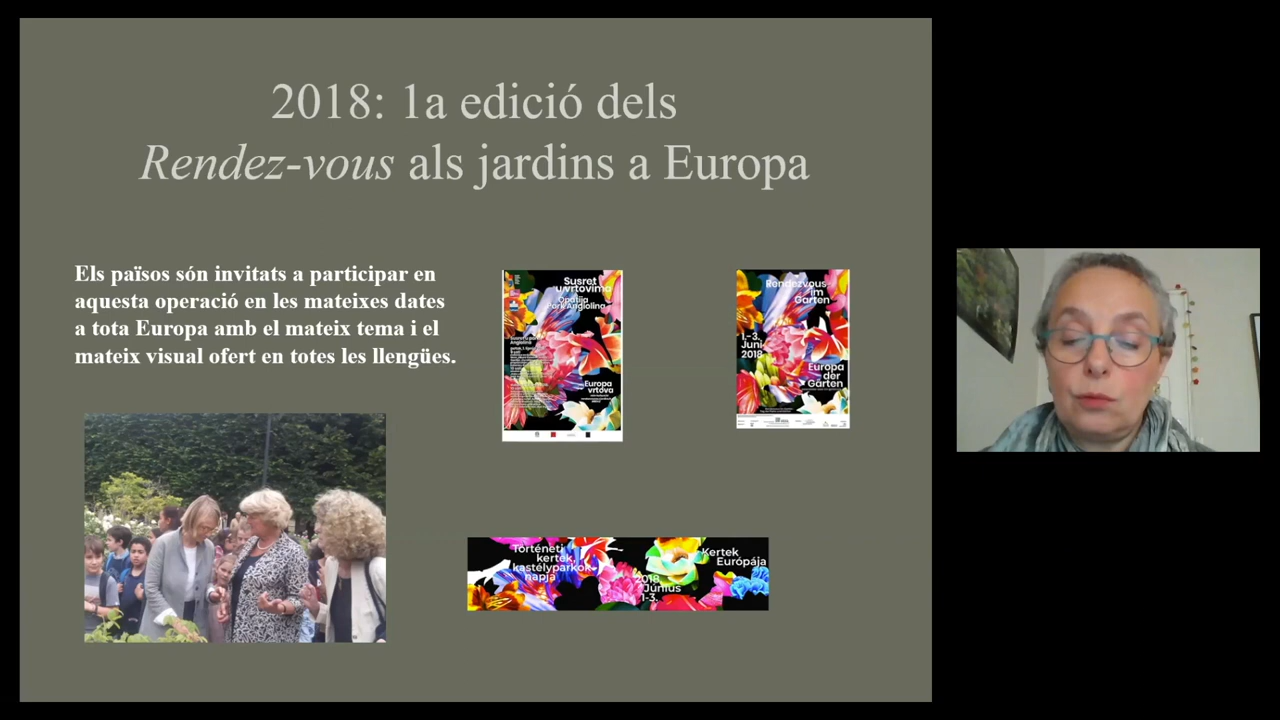 2018: 1a edició dels
Rendez-vous als jardins a Europa
Els països són invitats a participar en
aquesta operació en les mateixes dates
a tota Europa amb el mateix tema i el
mateix visual ofert en totes les llengües.
Susret
u vrtovima
Opatija
Park Angiolina
Europa
vrtova
Rendezvous
im
Garten
1.-3.
Juni
2018
Europa
der
Gärten
Történeti
kertek,
kastélyparkok
napja
2018.
Június
1-3.
Kertek
Európája